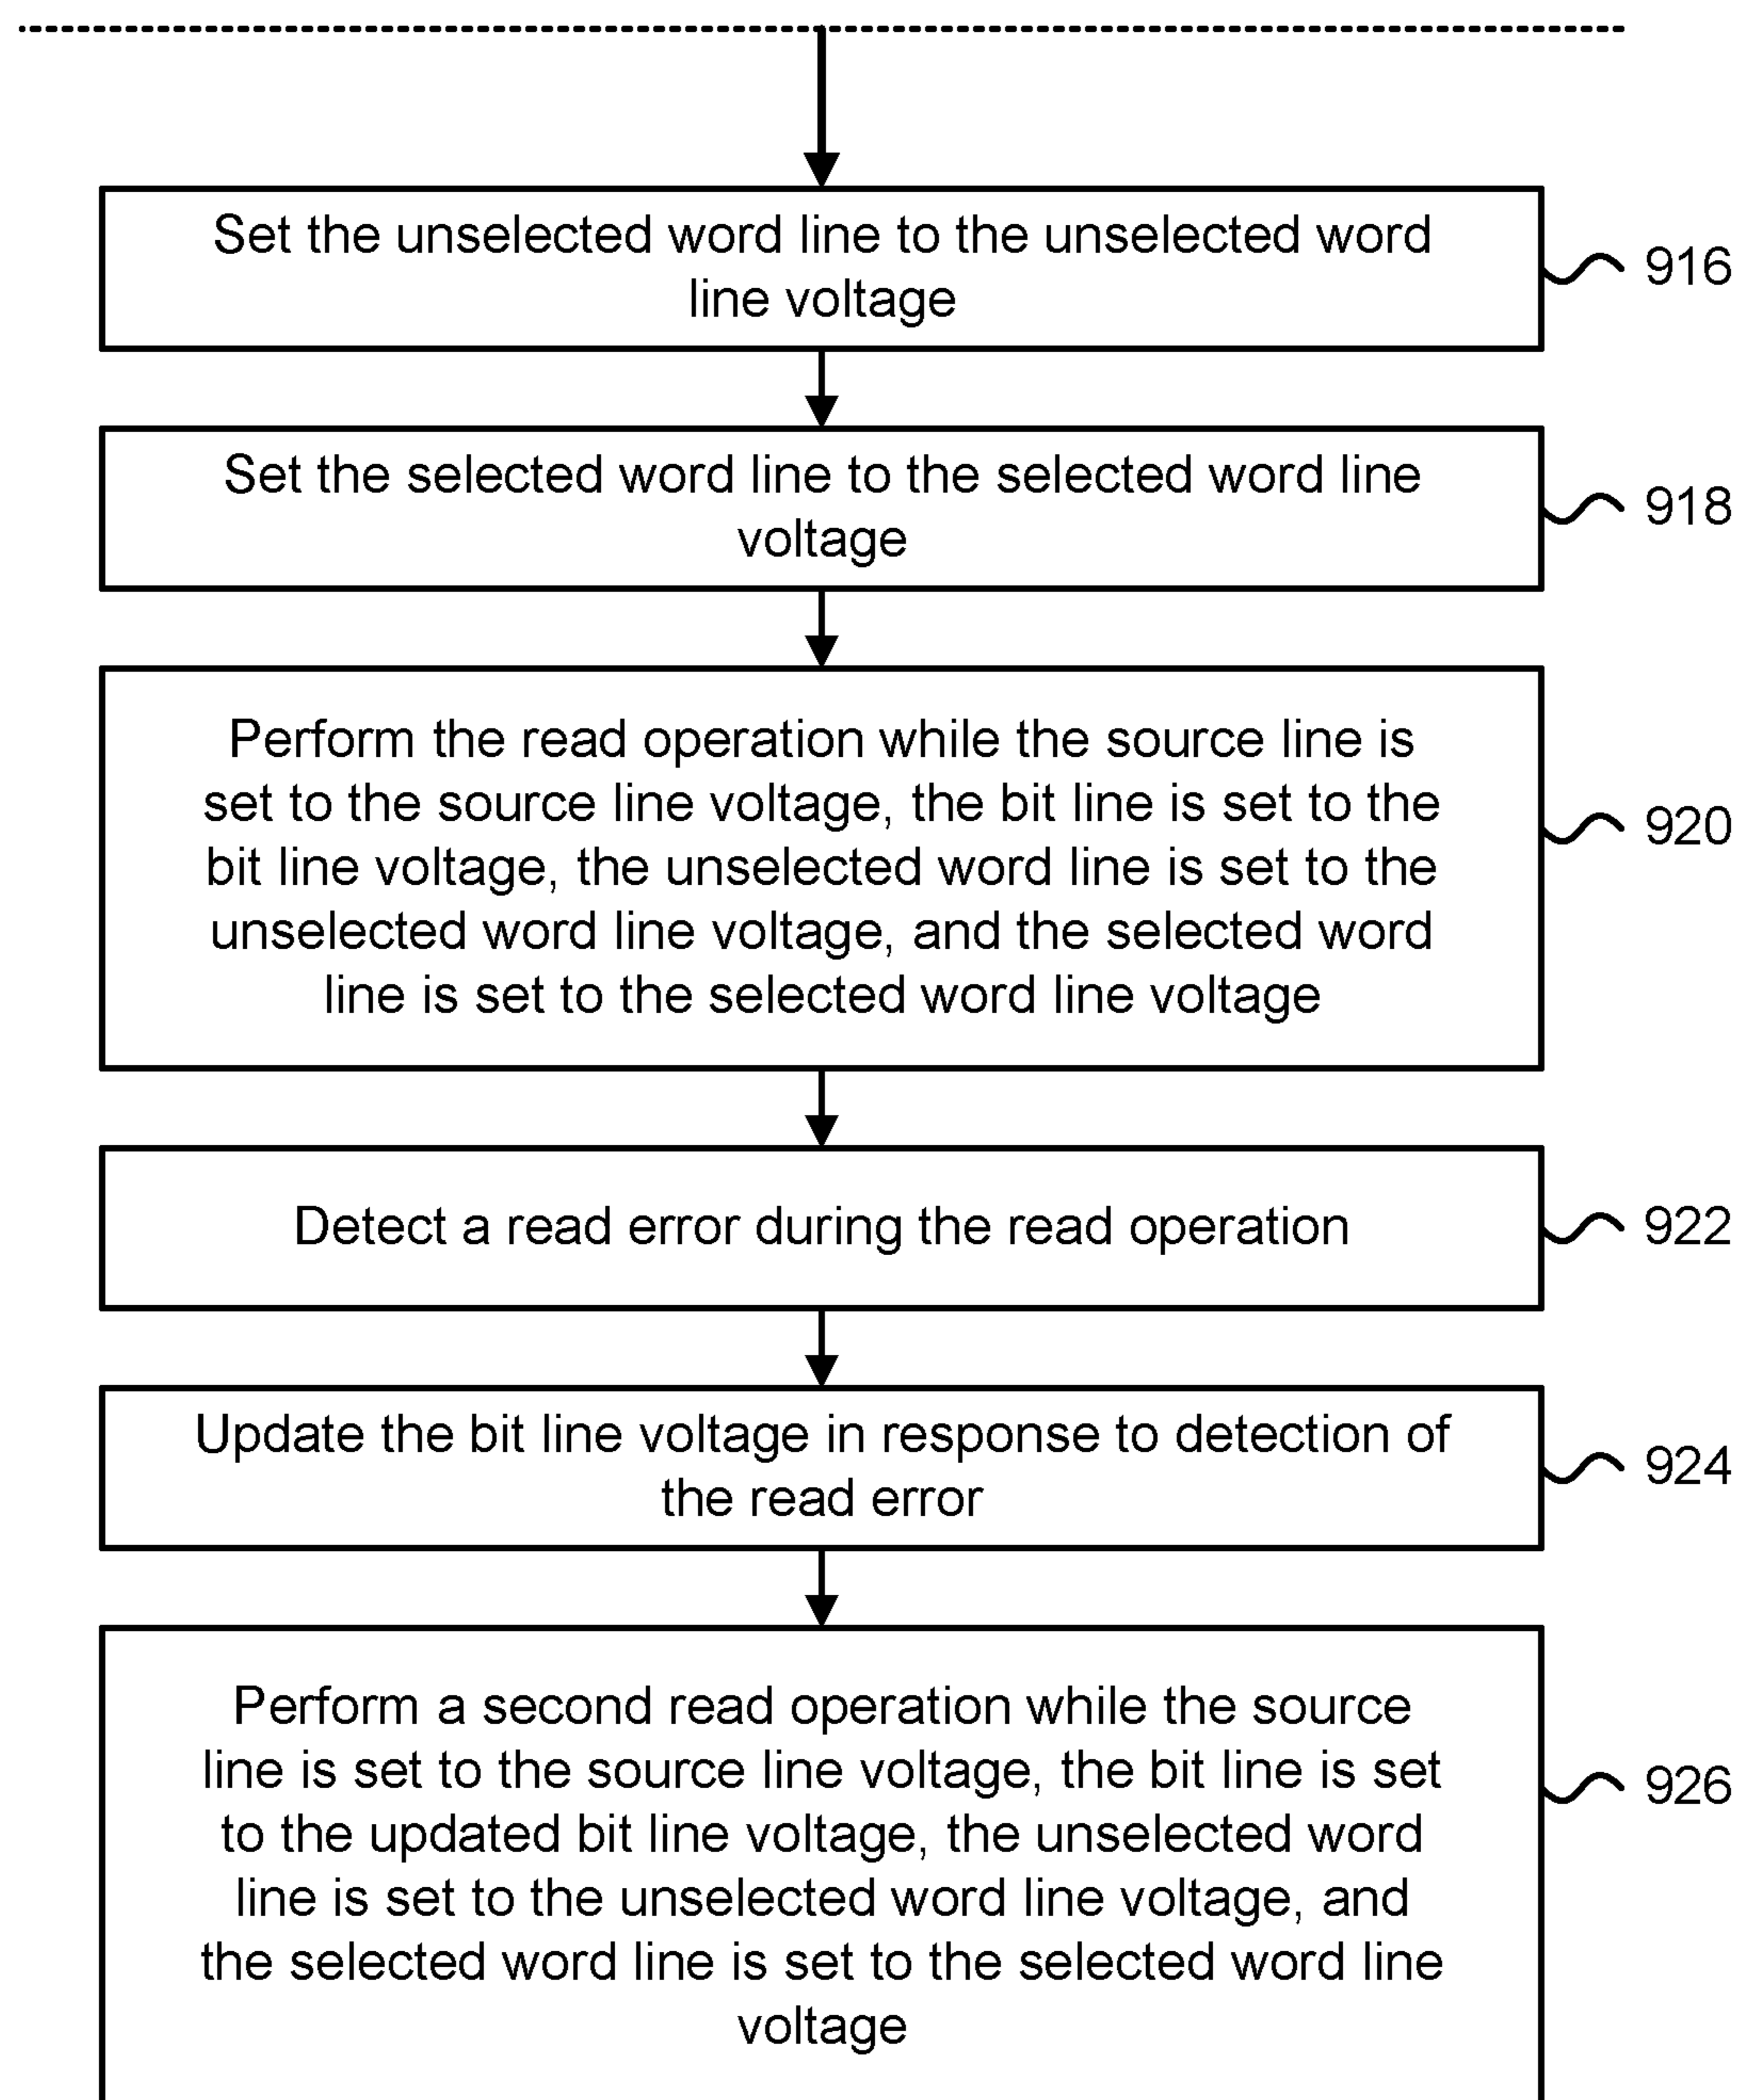 Set the unselected word line to the unselected word
line voltage
916
Set the selected word line to the selected word line
voltage
918
Perform the read operation while the source line is
set to the source line voltage, the bit line is set to the
bit line voltage, the unselected word line is set to the
unselected word line voltage, and the selected word
line is set to the selected word line voltage
920
Detect a read error during the read operation
922
Update the bit line voltage in response to detection of
the read error
924
Perform a second read operation while the source
line is set to the source line voltage, the bit line is set
to the updated bit line voltage, the unselected word
line is set to the unselected word line voltage, and
the selected word line is set to the selected word line
voltage
926